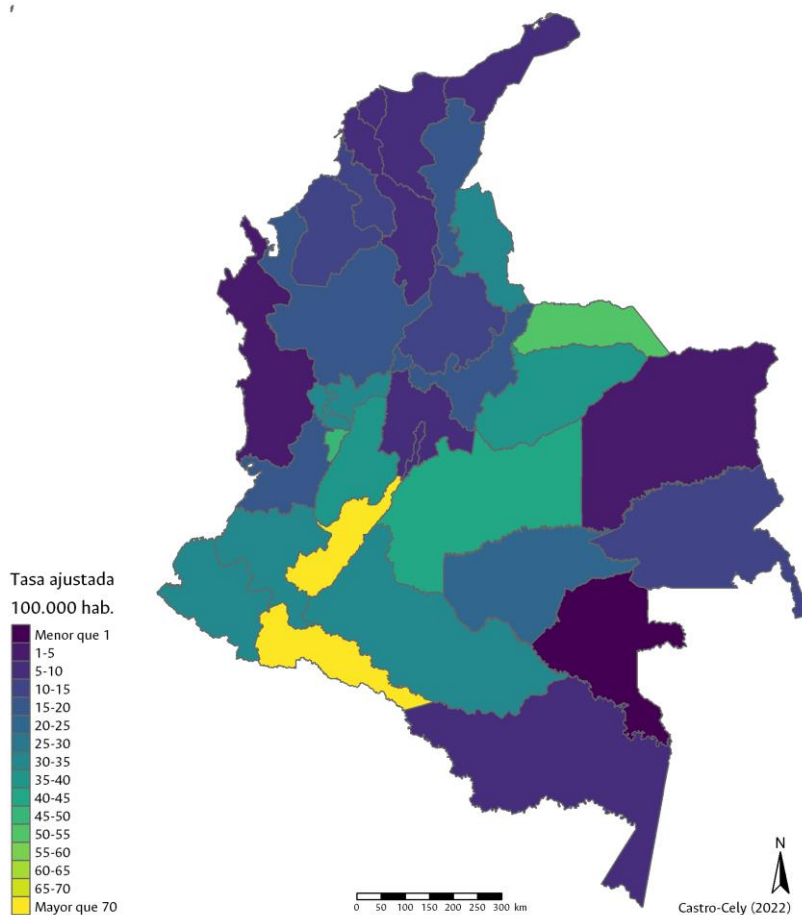 Tasa ajustada
100.000 hab.
Menor que 1
1-5
5-10
10-15
15-20
20-25
25-30
30-35
35-40
40-45
45-50
50-55
55-60
60-65
65-70
Mayor que 70
0 50 100 150 200 250 300 km
N
Castro-Cely (2022)